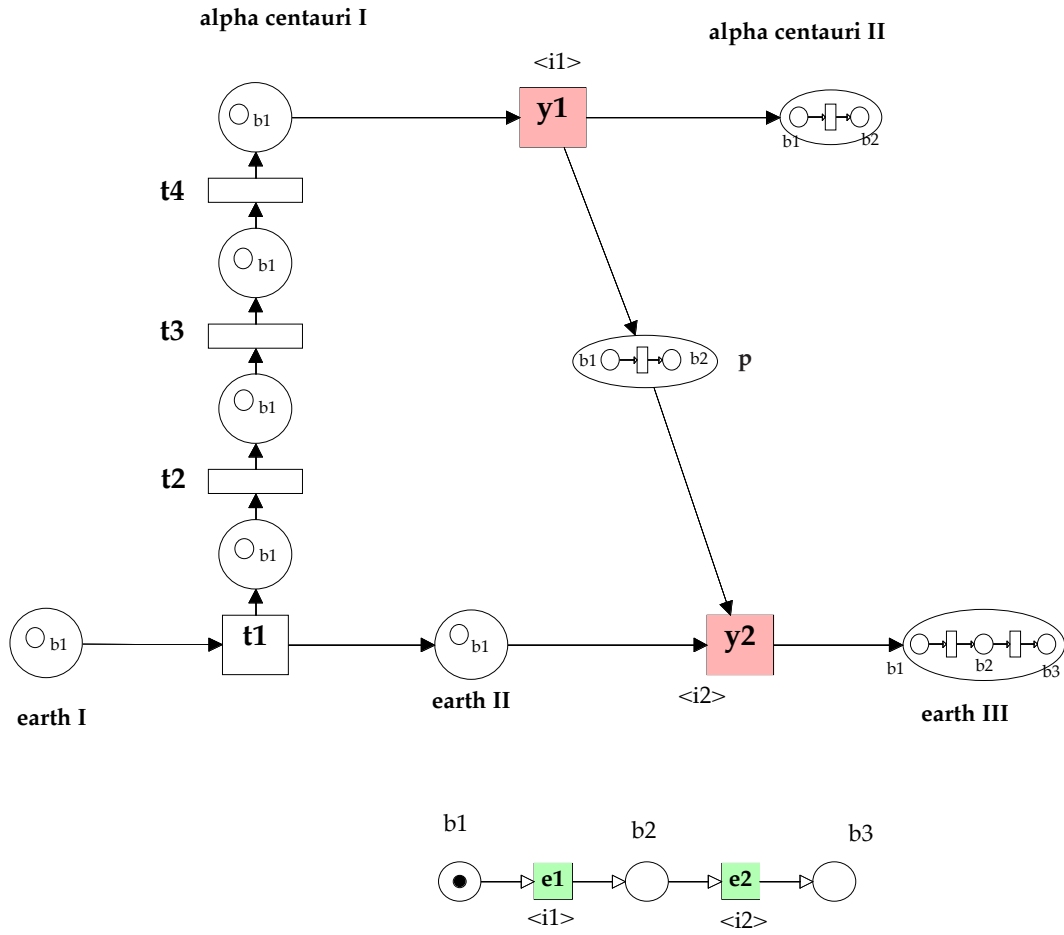 alpha centauri I
alpha centauri II
<i1>
y1
b1
b1 b2
t4
b1
t3
b1 b2 p
b1
t2
b1
b1 t1 b1 y2 b1 b2 b3
earth I
earth II
<i2>
earth III
b1 b2 b3
e1 e2
<i1> <i2>